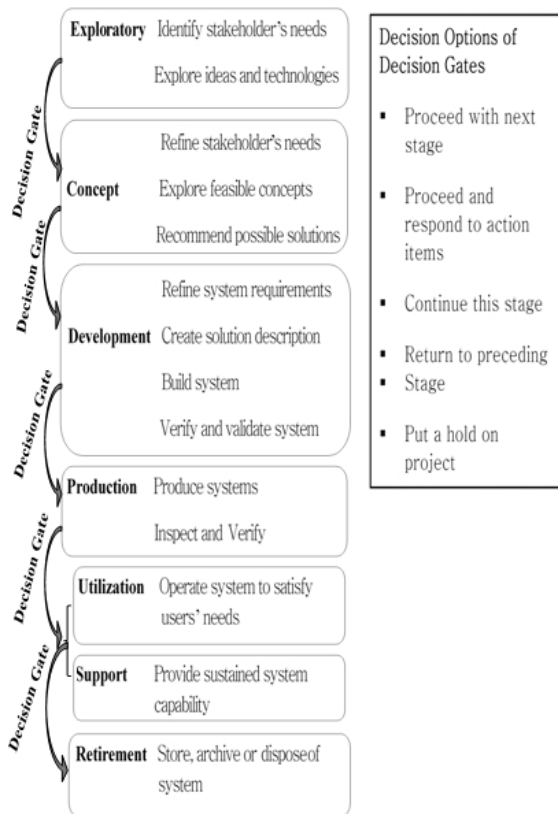 Exploratory Identify stakeholder's needs
Explore ideas and technologies
Decision Gate
Refine stakeholder's needs
Concept Explore feasible concepts
Recommend possible solutions
Decision Gate
Refine system requirements
Development Create solution description
Build system
Verify and validate system
Decision Gate
Production Produce systems
Inspect and Verify
Decision Gate
Utilization Operate system to satisfy
users' needs
Support Provide sustained system
capability
Decision Gate
Retirement Store, archive or dispose of
system
Decision Options of
Decision Gates
▪ Proceed with next
stage
▪ Proceed and
respond to action
items
▪ Continue this stage
▪ Return to preceding
▪ Stage
▪ Put a hold on
project